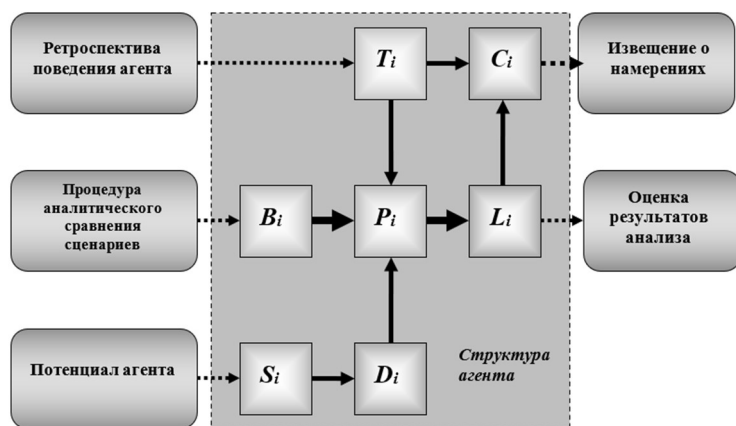 Ретроспектива
поведения агента
Ti
Ci
Извещение о
намерениях
Процедура
аналитического
сравнения
сценариев
Bi
Pi
Li
Оценка
результатов
анализа
Потенциал агента
Si
Di
Структура
агента